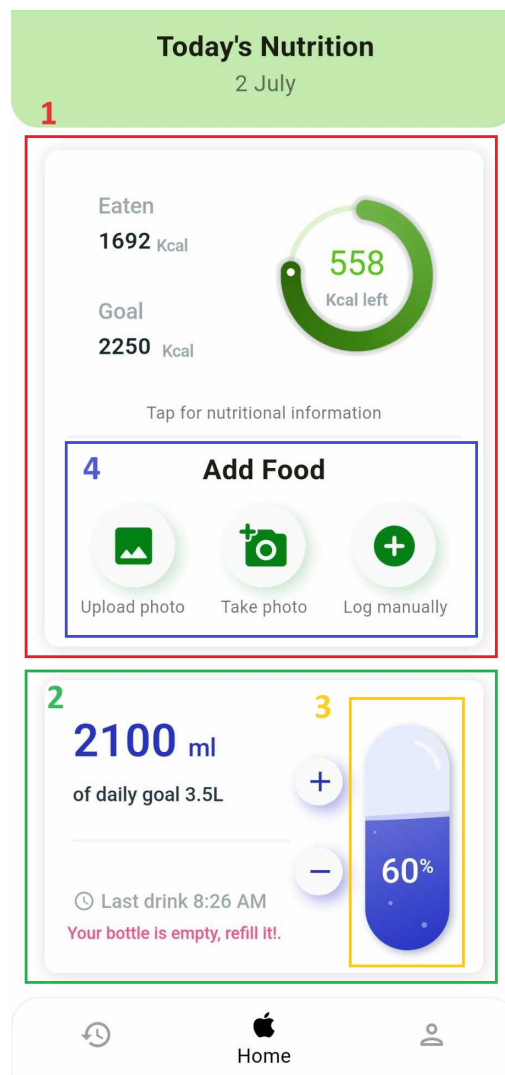 Today's Nutrition
2 July
1
Eaten
1692 Kcal
558
Kcal left
Goal
2250 Kcal
Tap for nutritional information
4
Add Food
Upload photo
Take photo
Log manually
2
3
2100 ml
+
of daily goal 3.5L
−
60%
Last drink 8:26 AM
Your bottle is empty, refill it!.
Home